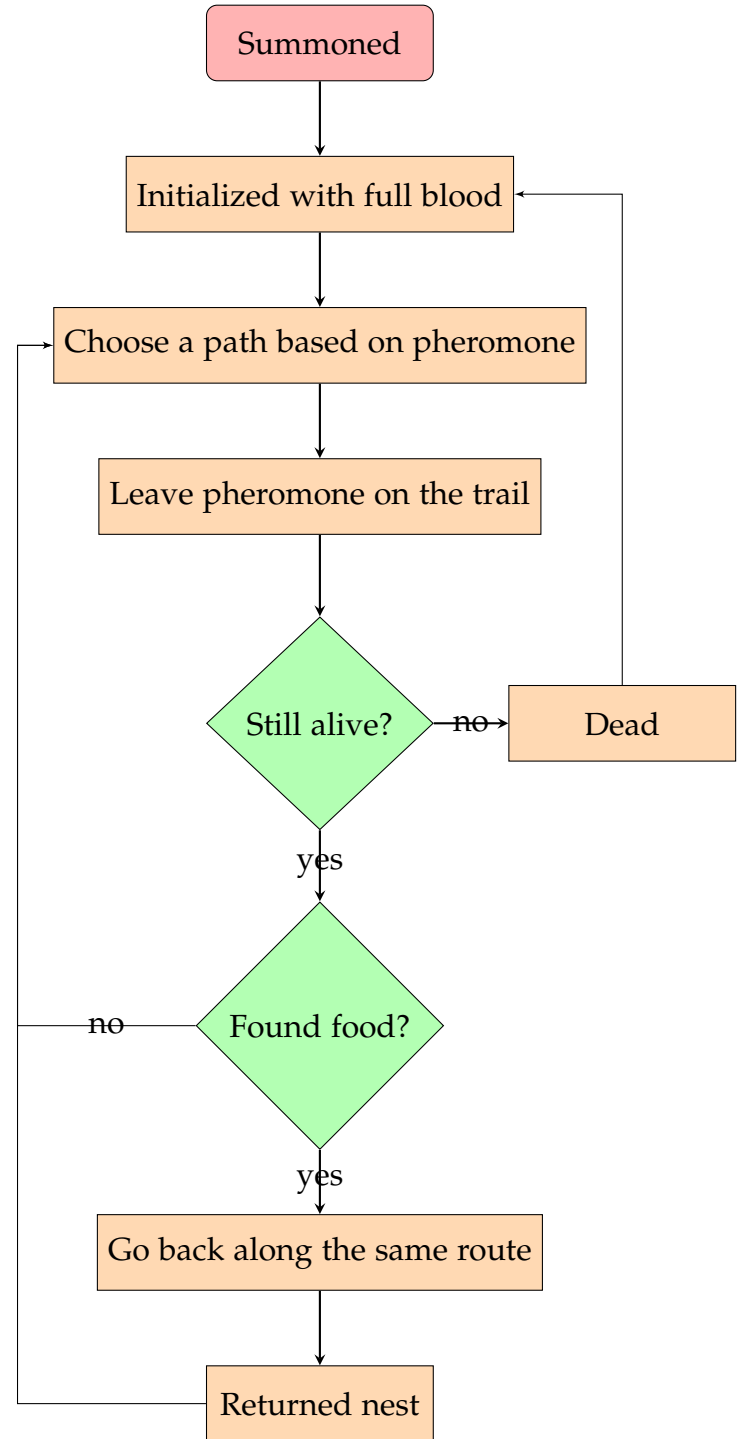 Summoned
Initialized with full blood
Choose a path based on pheromone
Leave pheromone on the trail
Still alive?
no
Dead
yes
Found food?
no
yes
Go back along the same route
Returned nest